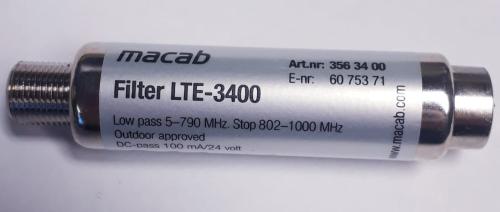 macab
Art.nr: 356 34 00
E-nr: 60 753 71
Filter LTE-3400
Low pass 5–790 MHz. Stop 802–1000 MHz
Outdoor approved
DC-pass 100 mA/24 volt
www.macab.com